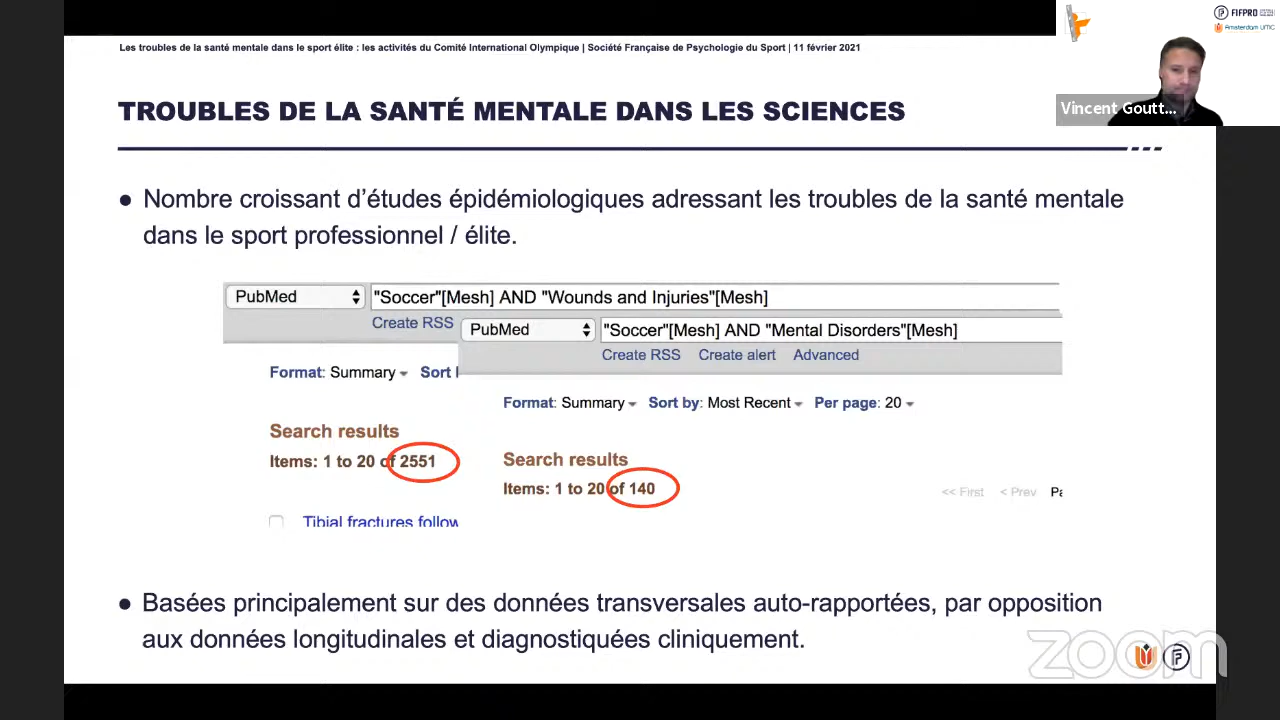 Les troubles de la santé mentale dans le sport élite : les activités du Comité International Olympique | Société Française de Psychologie du Sport | 11 février 2021
FIFPRO
Amsterdam UMC
Vincent Goutt...
TROUBLES DE LA SANTÉ MENTALE DANS LES SCIENCES
• Nombre croissant d'études épidémiologiques adressant les troubles de la santé mentale
dans le sport professionnel / élite.
PubMed "Soccer"[Mesh] AND "Wounds and Injuries"[Mesh]
Create RSS
PubMed "Soccer"[Mesh] AND "Mental Disorders"[Mesh]
Create RSS Create alert Advanced
Format: Summary Sort
Format: Summary Sort by: Most Recent Per page: 20
Search results
Items: 1 to 20 of 2551
Search results
Items: 1 to 20 of 140
<< First < Prev
Tibial fractures follow
• Basées principalement sur des données transversales auto-rapportées, par opposition
aux données longitudinales et diagnostiquées cliniquement.
zoom